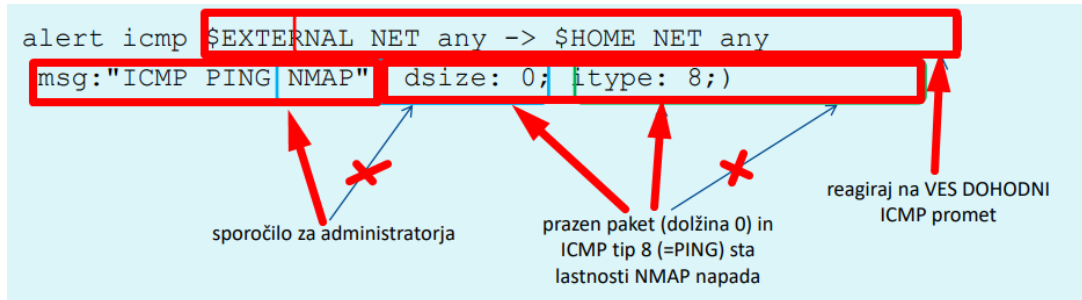 alert icmp $EXTERNAL NET any -> $HOME NET any
msg:"ICMP PING NMAP" dsize: 0; itype: 8;)
sporočilo za administratorja
prazen paket (dolžina 0) in
ICMP tip 8 (=PING) sta
lastnosti NMAP napada
reagiraj na VES DOHODNI
ICMP promet